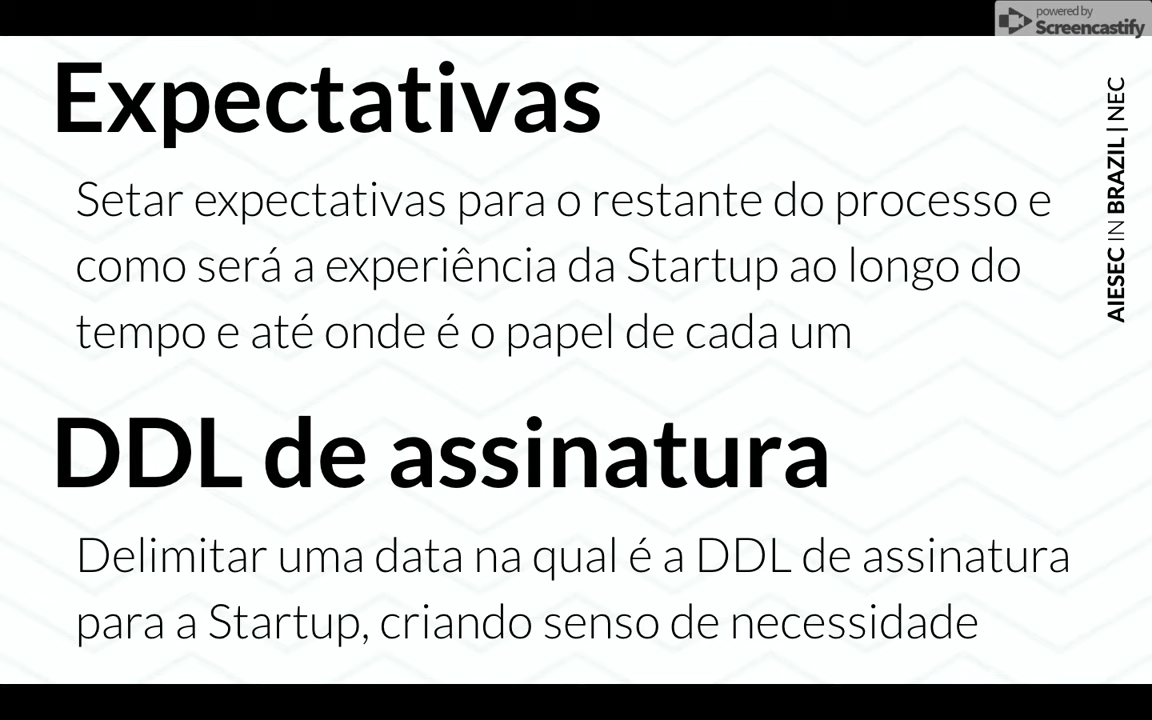 powered by
Screencastify
Expectativas
Setar expectativas para o restante do processo e
como será a experiência da Startup ao longo do
tempo e até onde é o papel de cada um
DDL de assinatura
Delimitar uma data na qual é a DDL de assinatura
para a Startup, criando senso de necessidade
AIESEC IN BRAZIL | NEC